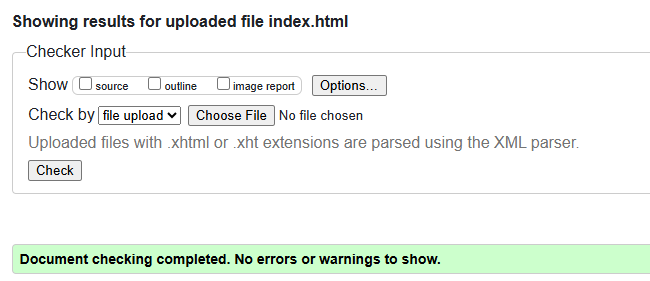 Showing results for uploaded file index.html
Checker Input
Show source outline image report Options...
Check by file upload Choose File No file chosen
Uploaded files with .xhtml or .xht extensions are parsed using the XML parser.
Check
Document checking completed. No errors or warnings to show.